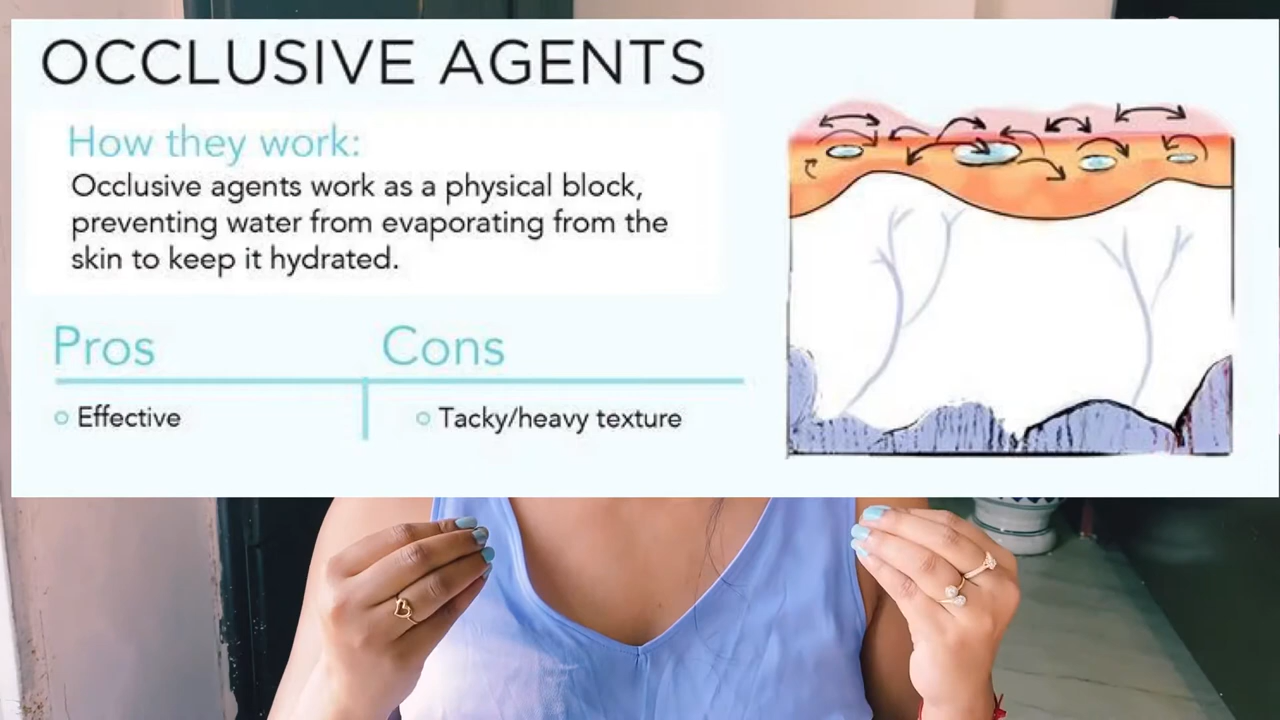 OCCLUSIVE AGENTS
How they work:
Occlusive agents work as a physical block,
preventing water from evaporating from the
skin to keep it hydrated.
Pros
Cons
Effective
Tacky/heavy texture